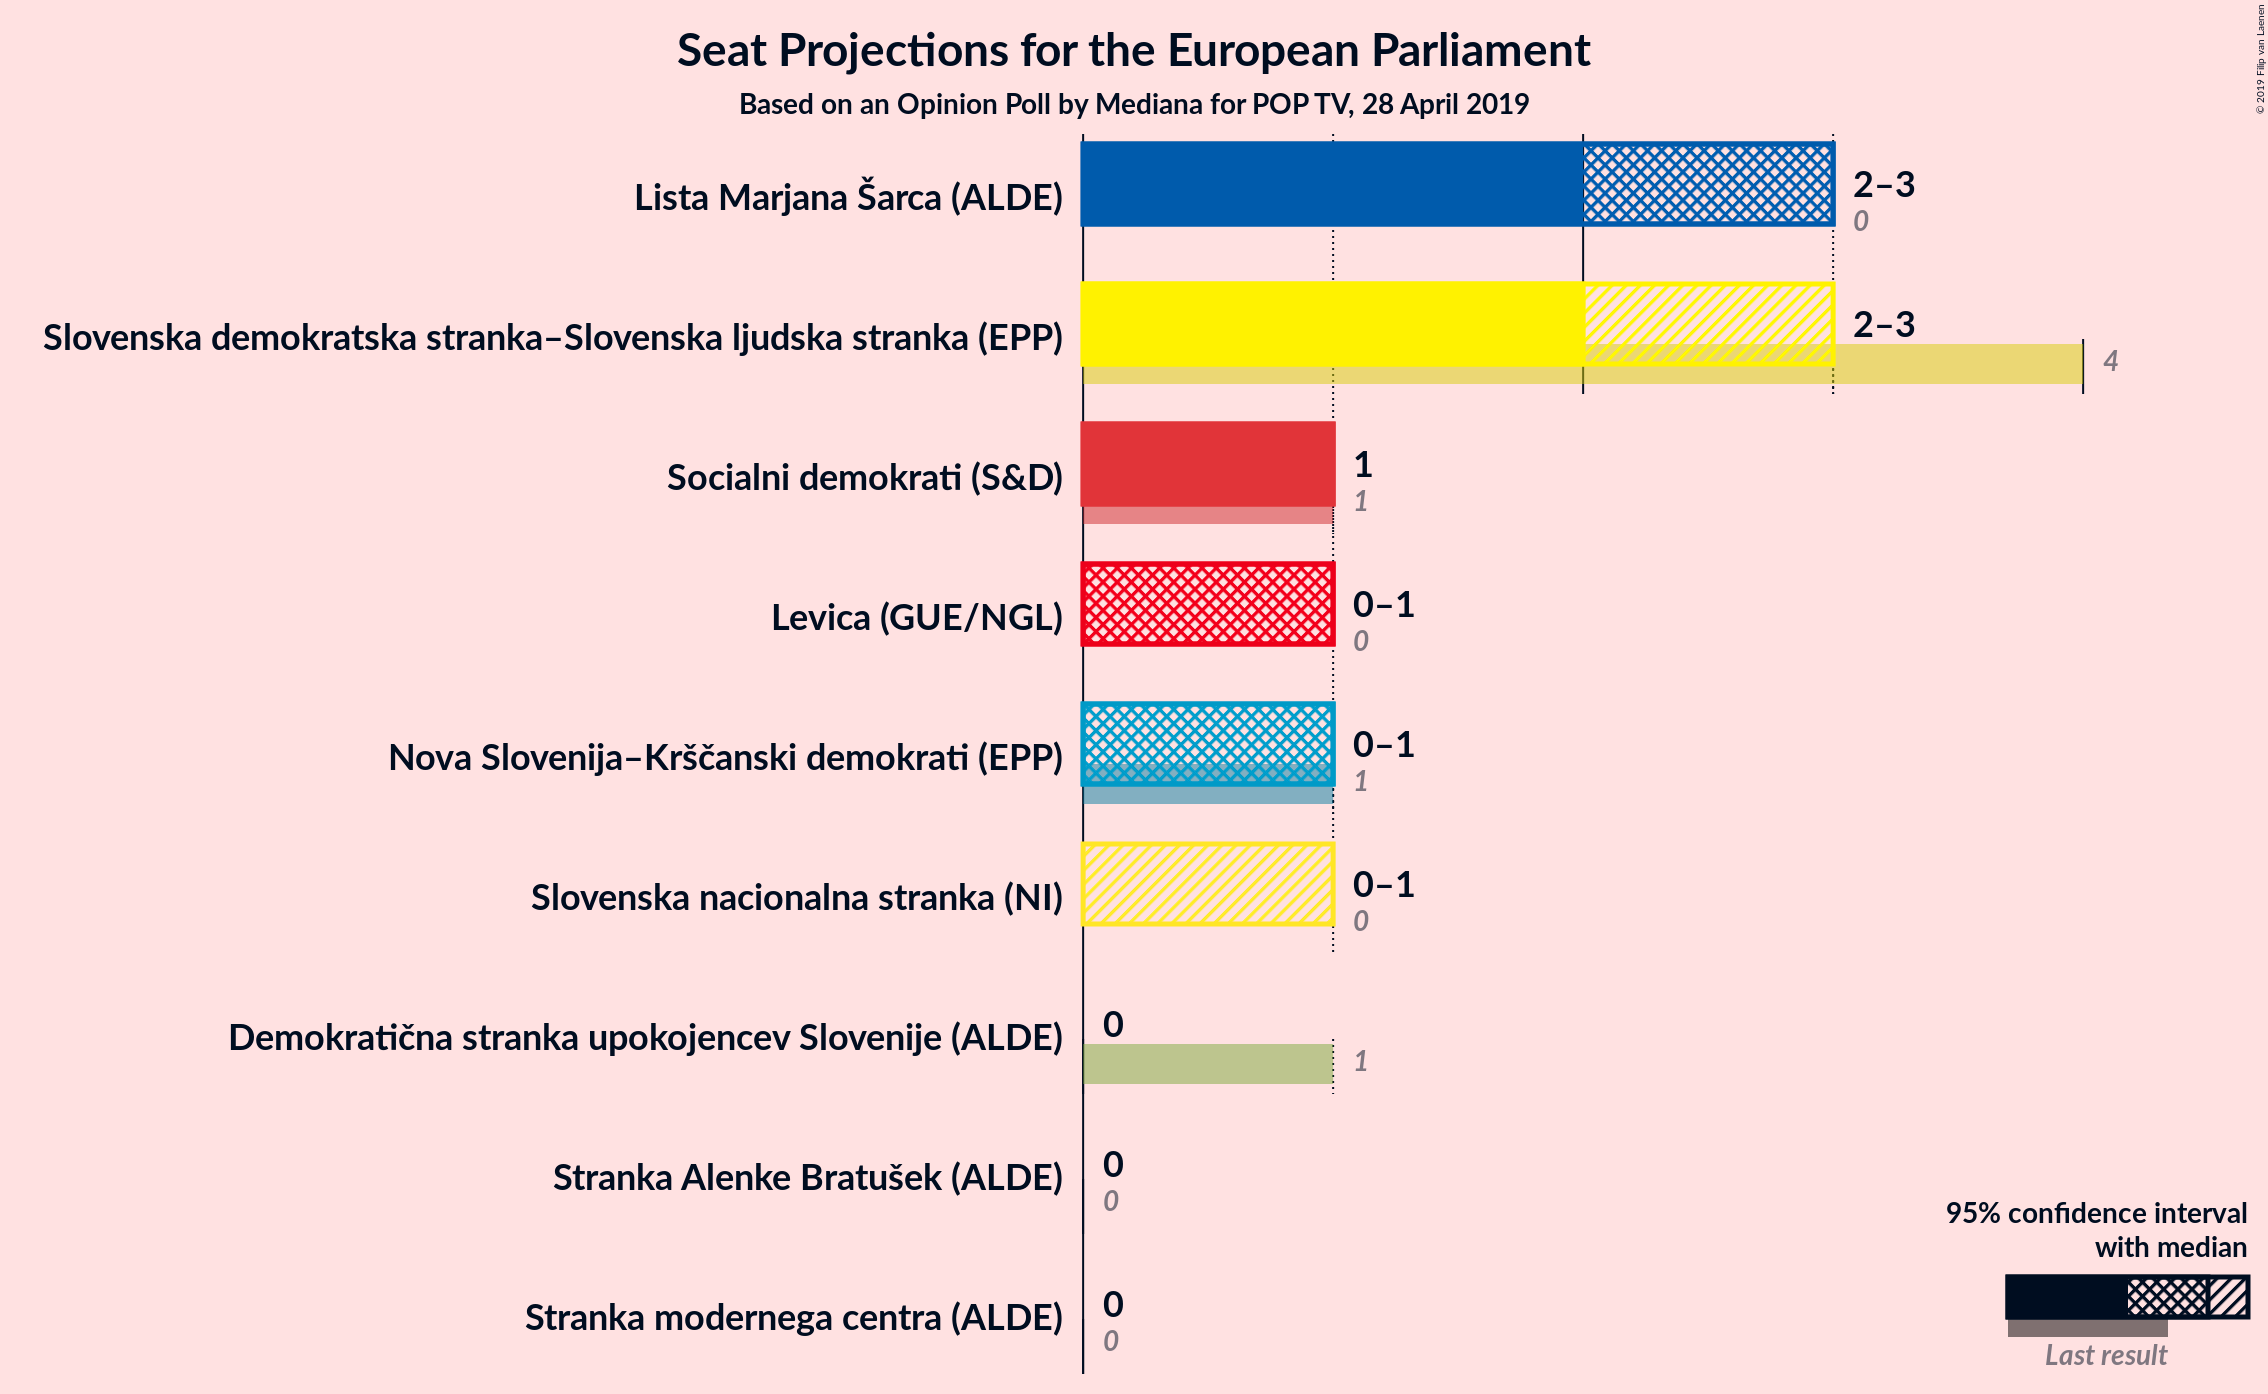 Seat Projections for the European Parliament
Based on an Opinion Poll by Mediana for POP TV, 28 April 2019
© 2019 Filip van Laenen
Lista Marjana Šarca (ALDE)
2–3
0
Slovenska demokratska stranka–Slovenska ljudska stranka (EPP)
2–3
4
Socialni demokrati (S&D)
1
1
Levica (GUE/NGL)
0–1
0
Nova Slovenija–Krščanski demokrati (EPP)
0–1
1
Slovenska nacionalna stranka (NI)
0–1
0
Demokratična stranka upokojencev Slovenije (ALDE)
0
1
Stranka Alenke Bratušek (ALDE)
0
0
Stranka modernega centra (ALDE)
0
0
95% confidence interval
with median
Last result